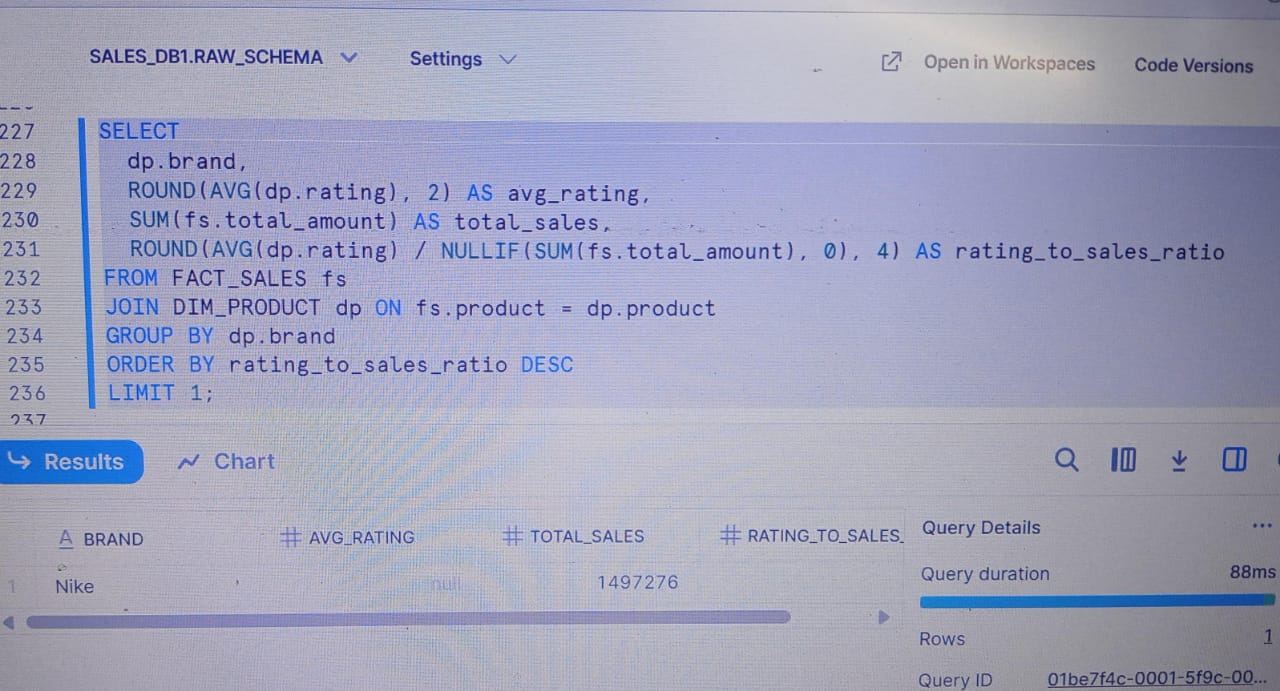 SALES_DB1.RAW_SCHEMA Settings Open in Workspaces Code Versions
227 SELECT
228 dp.brand,
229 ROUND(AVG(dp.rating), 2) AS avg_rating,
230 SUM(fs.total_amount) AS total_sales,
231 ROUND(AVG(dp.rating) / NULLIF(SUM(fs.total_amount), 0), 4) AS rating_to_sales_ratio
232 FROM FACT_SALES fs
233 JOIN DIM_PRODUCT dp ON fs.product = dp.product
234 GROUP BY dp.brand
235 ORDER BY rating_to_sales_ratio DESC
236 LIMIT 1;
237
Results Chart
A BRAND # AVG_RATING # TOTAL_SALES # RATING_TO_SALES_
1 Nike null 1497276
Query Details ...
Query duration 88ms
Rows 1
Query ID 01be7f4c-0001-5f9c-00...